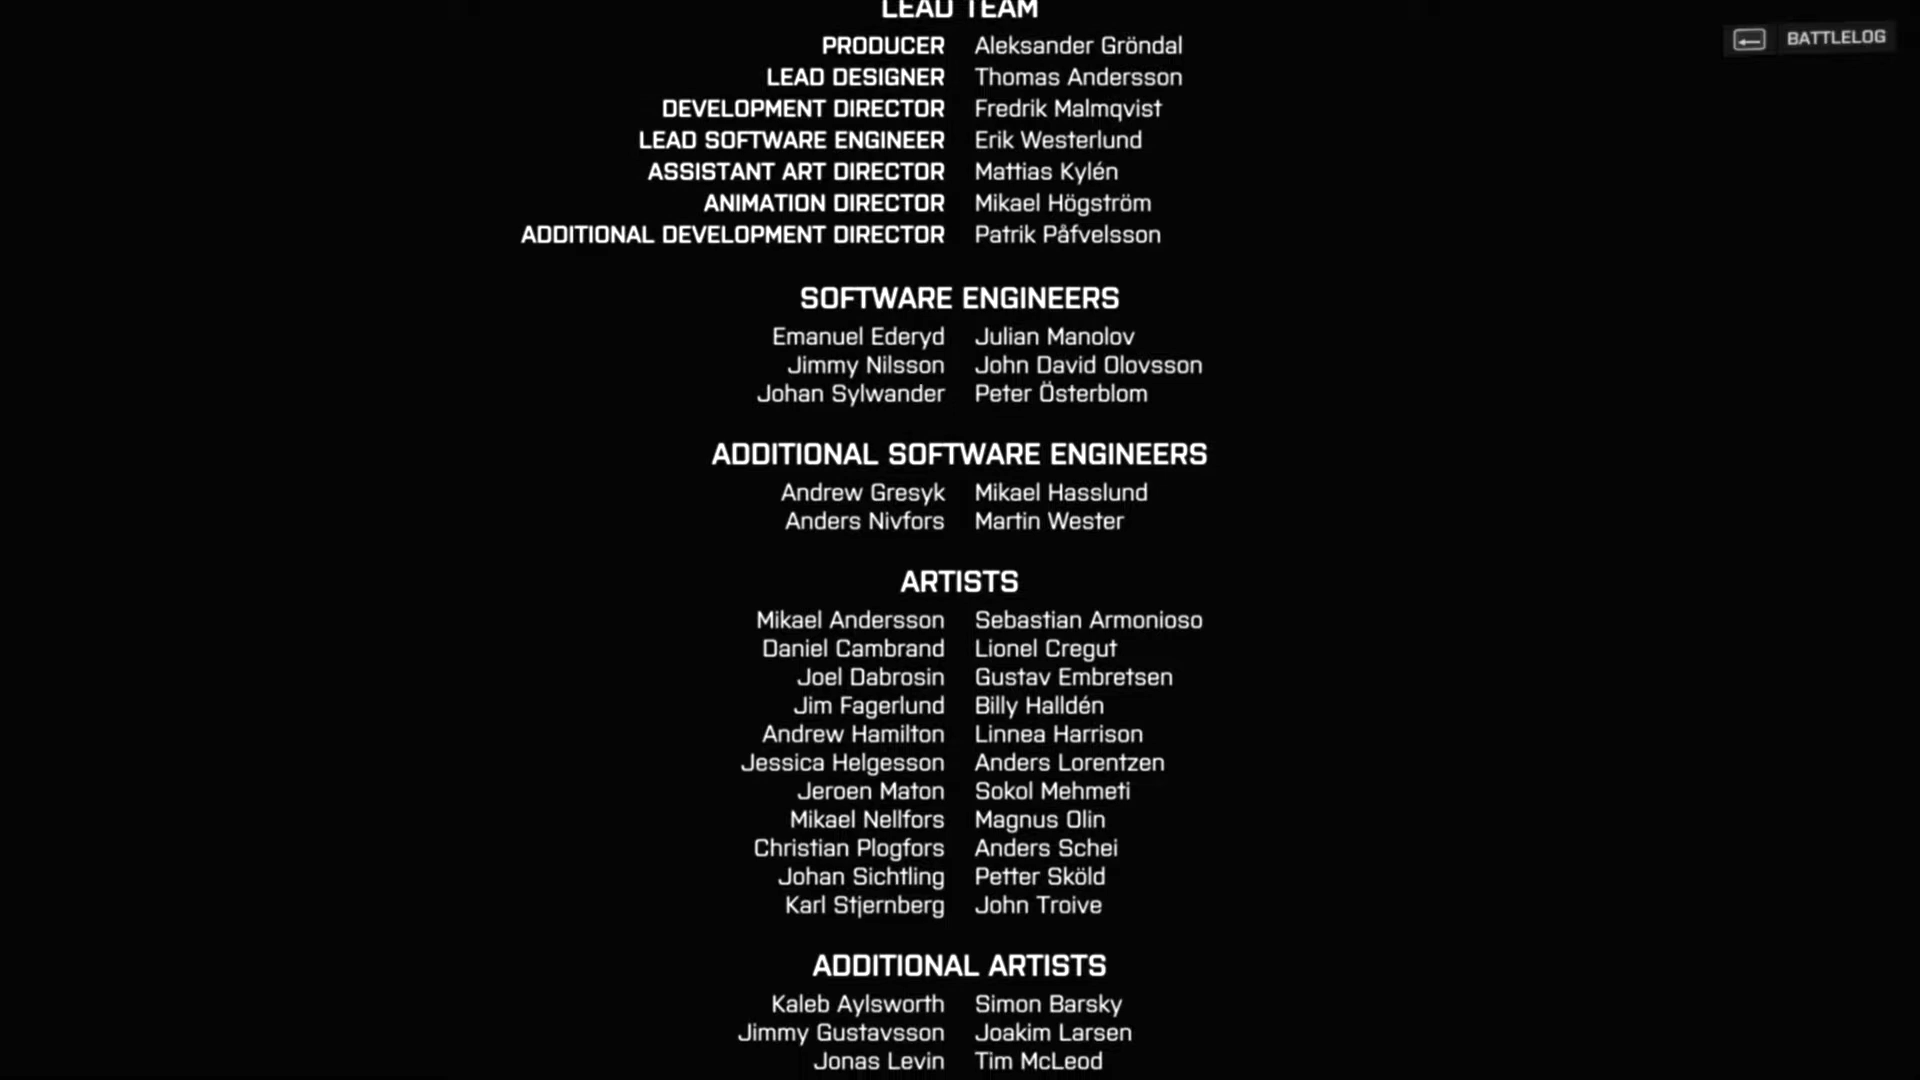 LEAD TEAM
BATTLELOG
PRODUCER Aleksander Gröndal
LEAD DESIGNER Thomas Andersson
DEVELOPMENT DIRECTOR Fredrik Malmqvist
LEAD SOFTWARE ENGINEER Erik Westerlund
ASSISTANT ART DIRECTOR Mattias Kylén
ANIMATION DIRECTOR Mikael Högström
ADDITIONAL DEVELOPMENT DIRECTOR Patrik Påfvelsson
SOFTWARE ENGINEERS
Emanuel Ederyd Julian Manolov
Jimmy Nilsson John David Olovsson
Johan Sylwander Peter Österblom
ADDITIONAL SOFTWARE ENGINEERS
Andrew Gresyk Mikael Hasslund
Anders Nivfors Martin Wester
ARTISTS
Mikael Andersson Sebastian Armonioso
Daniel Cambrand Lionel Cregut
Joel Dabrosin Gustav Embretsen
Jim Fagerlund Billy Halldén
Andrew Hamilton Linnea Harrison
Jessica Helgesson Anders Lorentzen
Jeroen Maton Sokol Mehmeti
Mikael Nellfors Magnus Olin
Christian Plogfors Anders Schei
Johan Sichtling Petter Sköld
Karl Stjernberg John Troive
ADDITIONAL ARTISTS
Kaleb Aylsworth Simon Barsky
Jimmy Gustavsson Joakim Larsen
Jonas Levin Tim McLeod